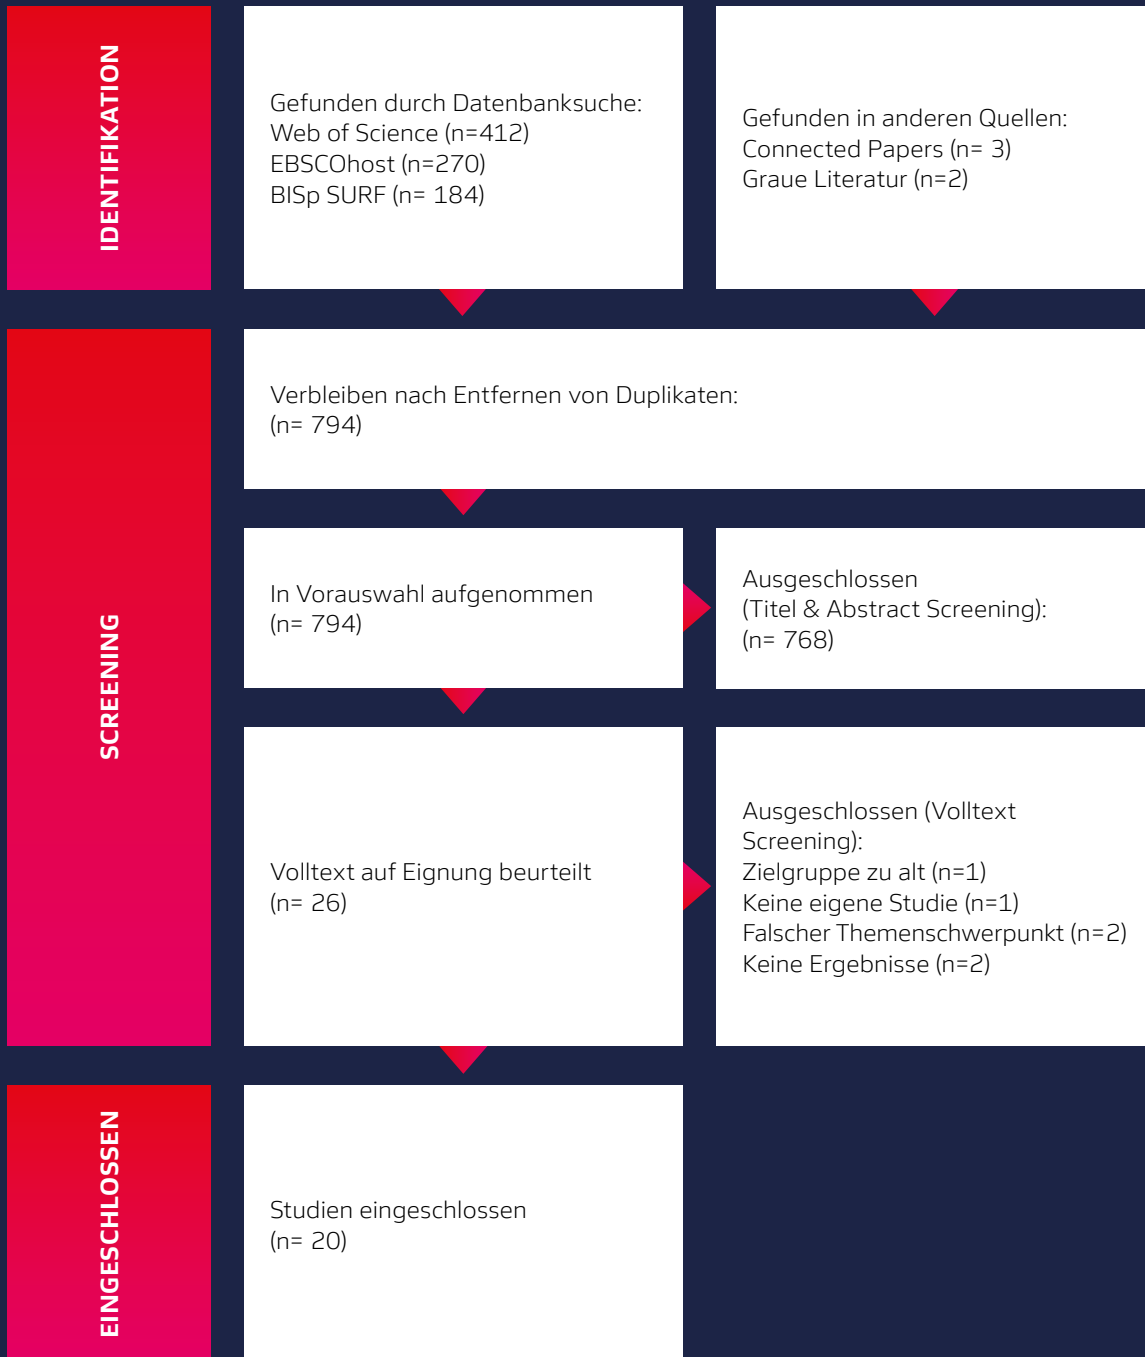 IDENTIFIKATION
Gefunden durch Datenbanksuche:
Web of Science (n=412)
EBSCOhost (n=270)
BISp SURF (n= 184)
Gefunden in anderen Quellen:
Connected Papers (n= 3)
Graue Literatur (n=2)
SCREENING
Verbleiben nach Entfernen von Duplikaten:
(n= 794)
In Vorauswahl aufgenommen
(n= 794)
Ausgeschlossen
(Titel & Abstract Screening):
(n= 768)
Volltext auf Eignung beurteilt
(n= 26)
Ausgeschlossen (Volltext
Screening):
Zielgruppe zu alt (n=1)
Keine eigene Studie (n=1)
Falscher Themenschwerpunkt (n=2)
Keine Ergebnisse (n=2)
EINGESCHLOSSEN
Studien eingeschlossen
(n= 20)